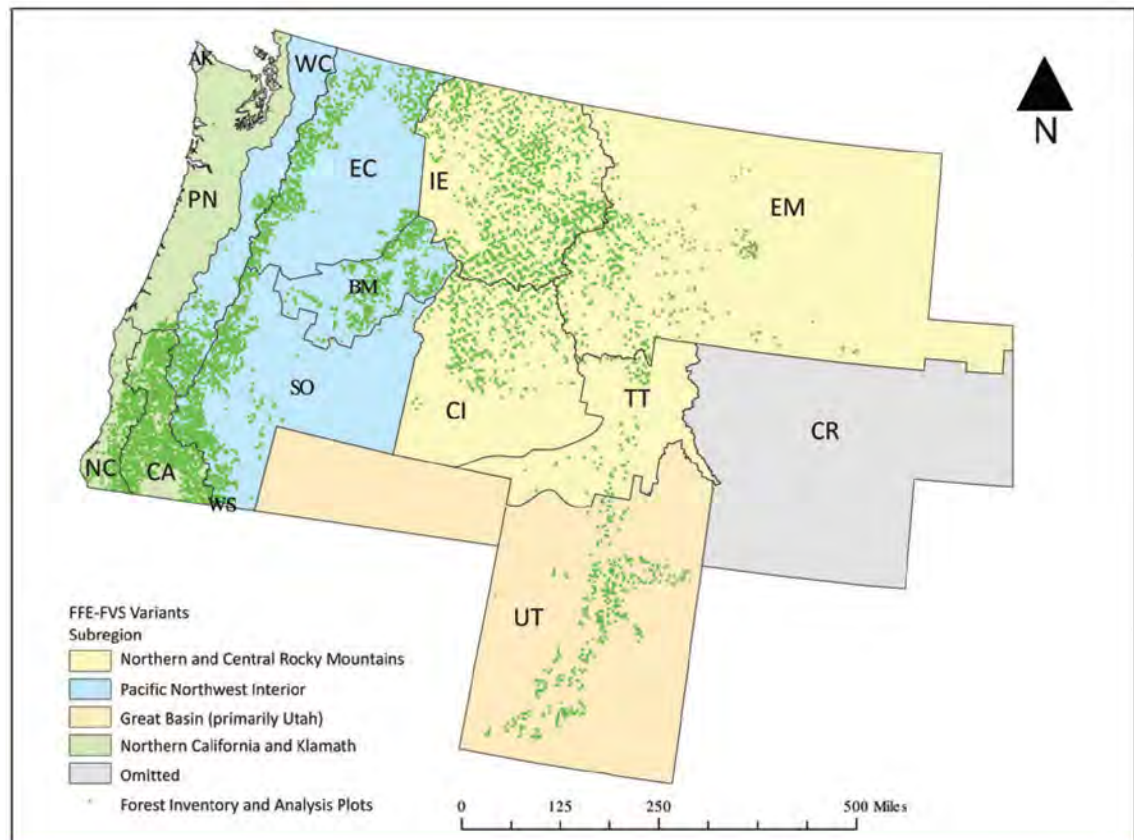 AK
WC
N
EC
IE
PN
EM
BM
SO
CI
TT
CR
NC
CA
WS
UT
FFE-FVS Variants
Subregion
Northern and Central Rocky Mountains
Pacific Northwest Interior
Great Basin (primarily Utah)
Northern California and Klamath
Omitted
Forest Inventory and Analysis Plots
0 125 250 500 Miles